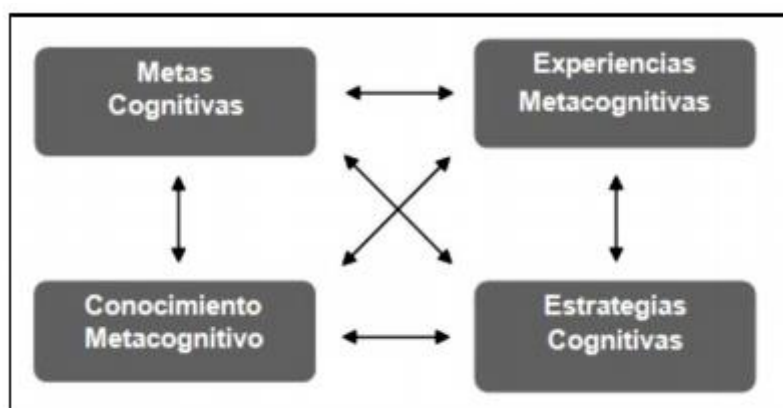 Metas
Cognitivas
Experiencias
Metacognitivas
Conocimiento
Metacognitivo
Estrategias
Cognitivas